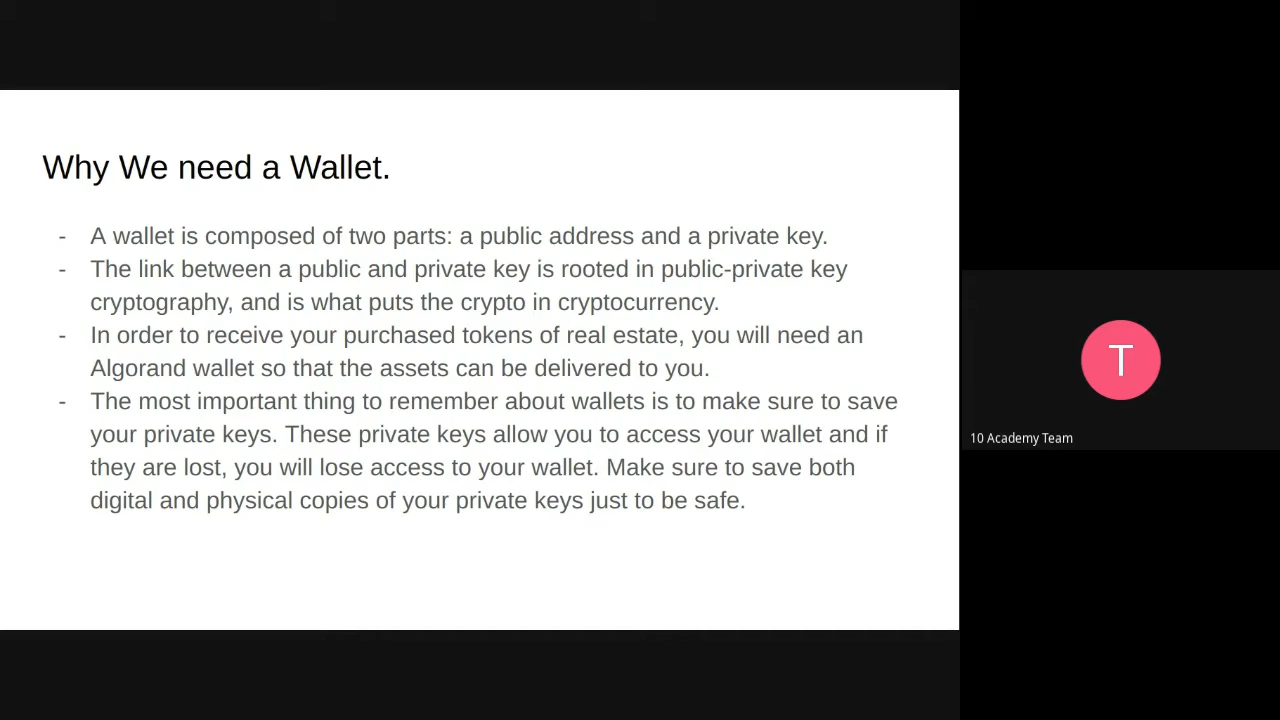 Why We need a Wallet.
- A wallet is composed of two parts: a public address and a private key.
- The link between a public and private key is rooted in public-private key
cryptography, and is what puts the crypto in cryptocurrency.
- In order to receive your purchased tokens of real estate, you will need an
Algorand wallet so that the assets can be delivered to you.
- The most important thing to remember about wallets is to make sure to save
your private keys. These private keys allow you to access your wallet and if
they are lost, you will lose access to your wallet. Make sure to save both
digital and physical copies of your private keys just to be safe.
T
10 Academy Team